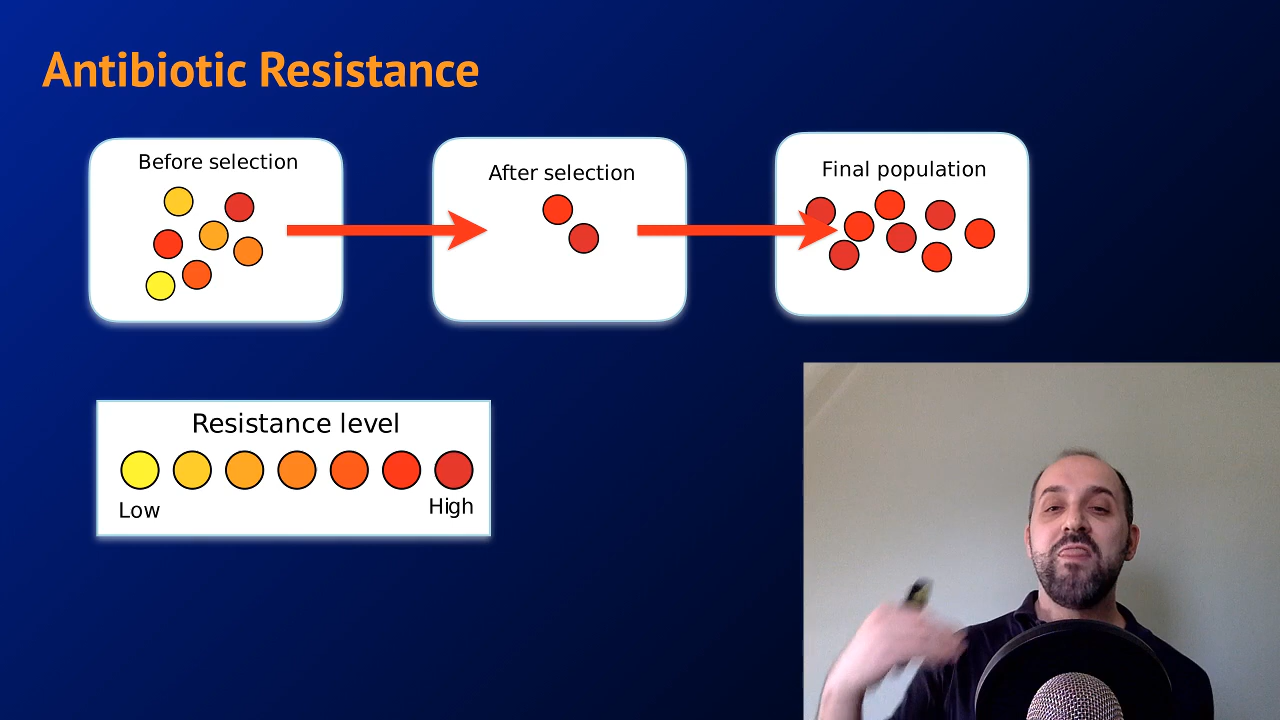 Antibiotic Resistance
Before selection
After selection
Final population
Resistance level
Low
High